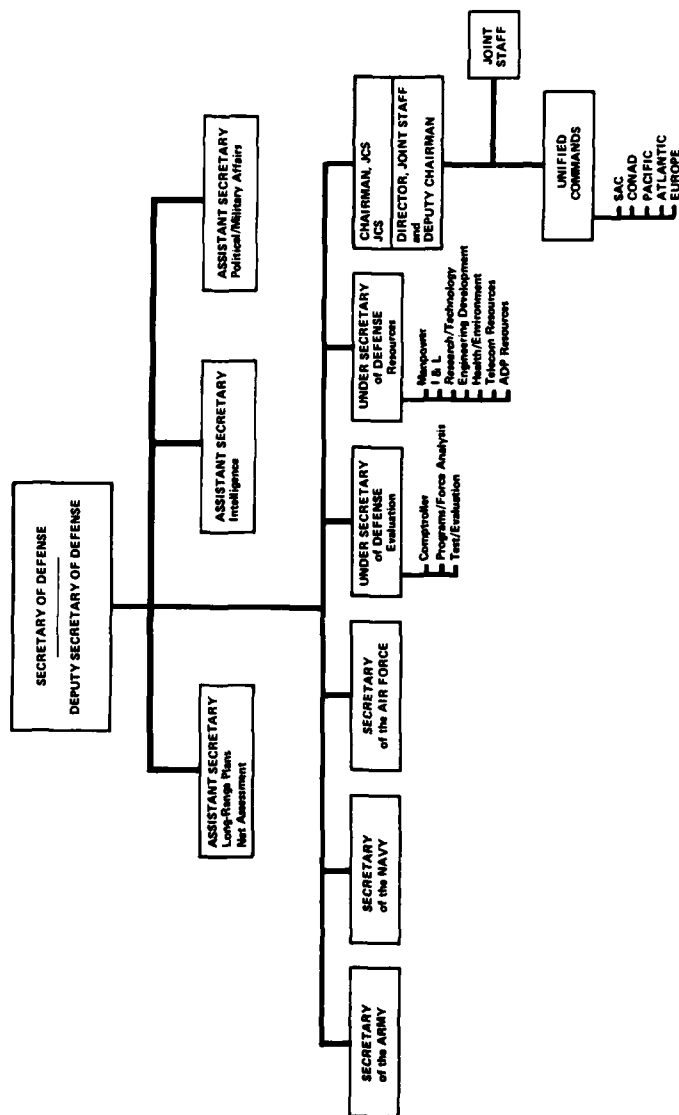 SECRETARY OF DEFENSE
DEPUTY SECRETARY OF DEFENSE
ASSISTANT SECRETARY
Long-Range Plans
Net Assessment
ASSISTANT SECRETARY
Intelligence
ASSISTANT SECRETARY
Political/Military Affairs
SECRETARY
of the ARMY
SECRETARY
of the NAVY
SECRETARY
of the AIR FORCE
UNDER SECRETARY
of DEFENSE
Evaluation
Comptroller
Programs/Force Analysis
Test/Evaluation
UNDER SECRETARY
of DEFENSE
Resources
Manpower
I & L
Research/Technology
Engineering Development
Health/Environment
Telecom Resources
ADP Resources
CHAIRMAN, JCS
JCS
DIRECTOR, JOINT STAFF
and
DEPUTY CHAIRMAN
JOINT
STAFF
UNIFIED
COMMANDS
SAC
CONAD
PACIFIC
ATLANTIC
EUROPE